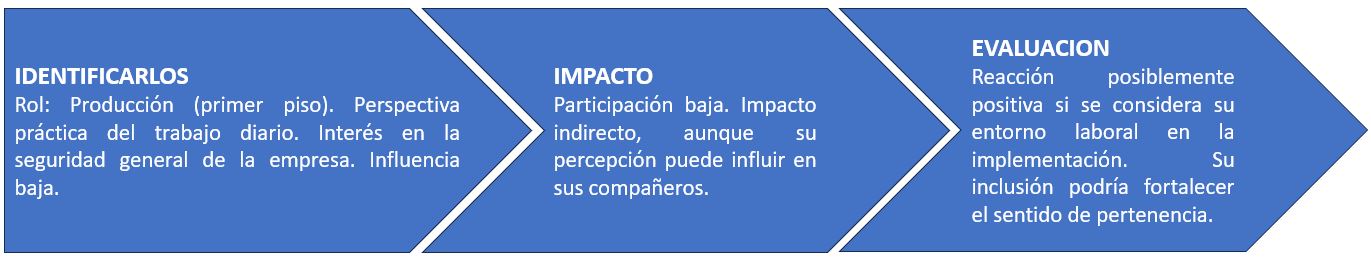 IDENTIFICARLOS
Rol: Producción (primer piso). Perspectiva
práctica del trabajo diario. Interés en la
seguridad general de la empresa. Influencia
baja.
IMPACTO
Participación baja. Impacto
indirecto, aunque su
percepción puede influir en
sus compañeros.
EVALUACION
Reacción posiblemente
positiva si se considera su
entorno laboral en la
implementación. Su
inclusión podría fortalecer
el sentido de pertenencia.